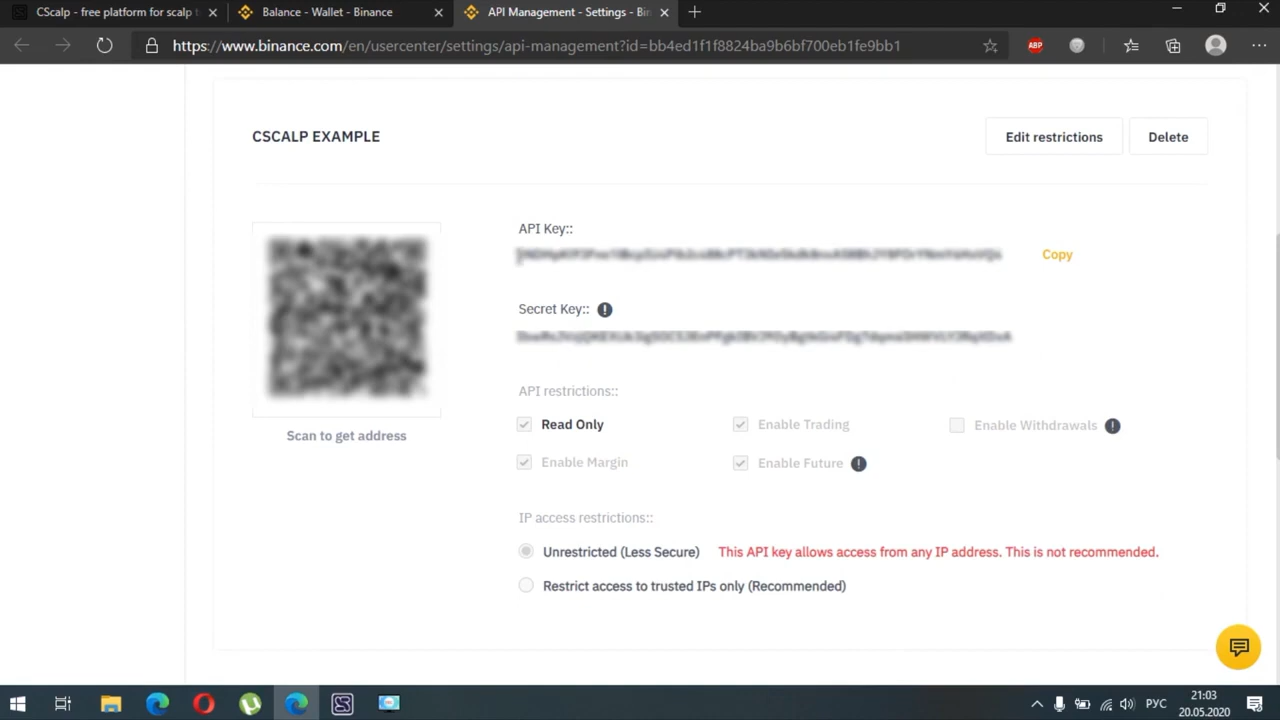 CScalp - free platform for scalp t
Balance - Wallet - Binance
API Management - Settings - Bin
https://www.binance.com/en/usercenter/settings/api-management?id=bb4ed1f1f8824ba9b6bf700eb1fe9bb1
ABP
CSCALP EXAMPLE
Edit restrictions
Delete
API Key::
Copy
Secret Key::
Scan to get address
API restrictions::
Read Only
Enable Trading
Enable Withdrawals
Enable Margin
Enable Future
IP access restrictions::
Unrestricted (Less Secure) This API key allows access from any IP address. This is not recommended.
Restrict access to trusted IPs only (Recommended)
РУС
21:03
20.05.2020